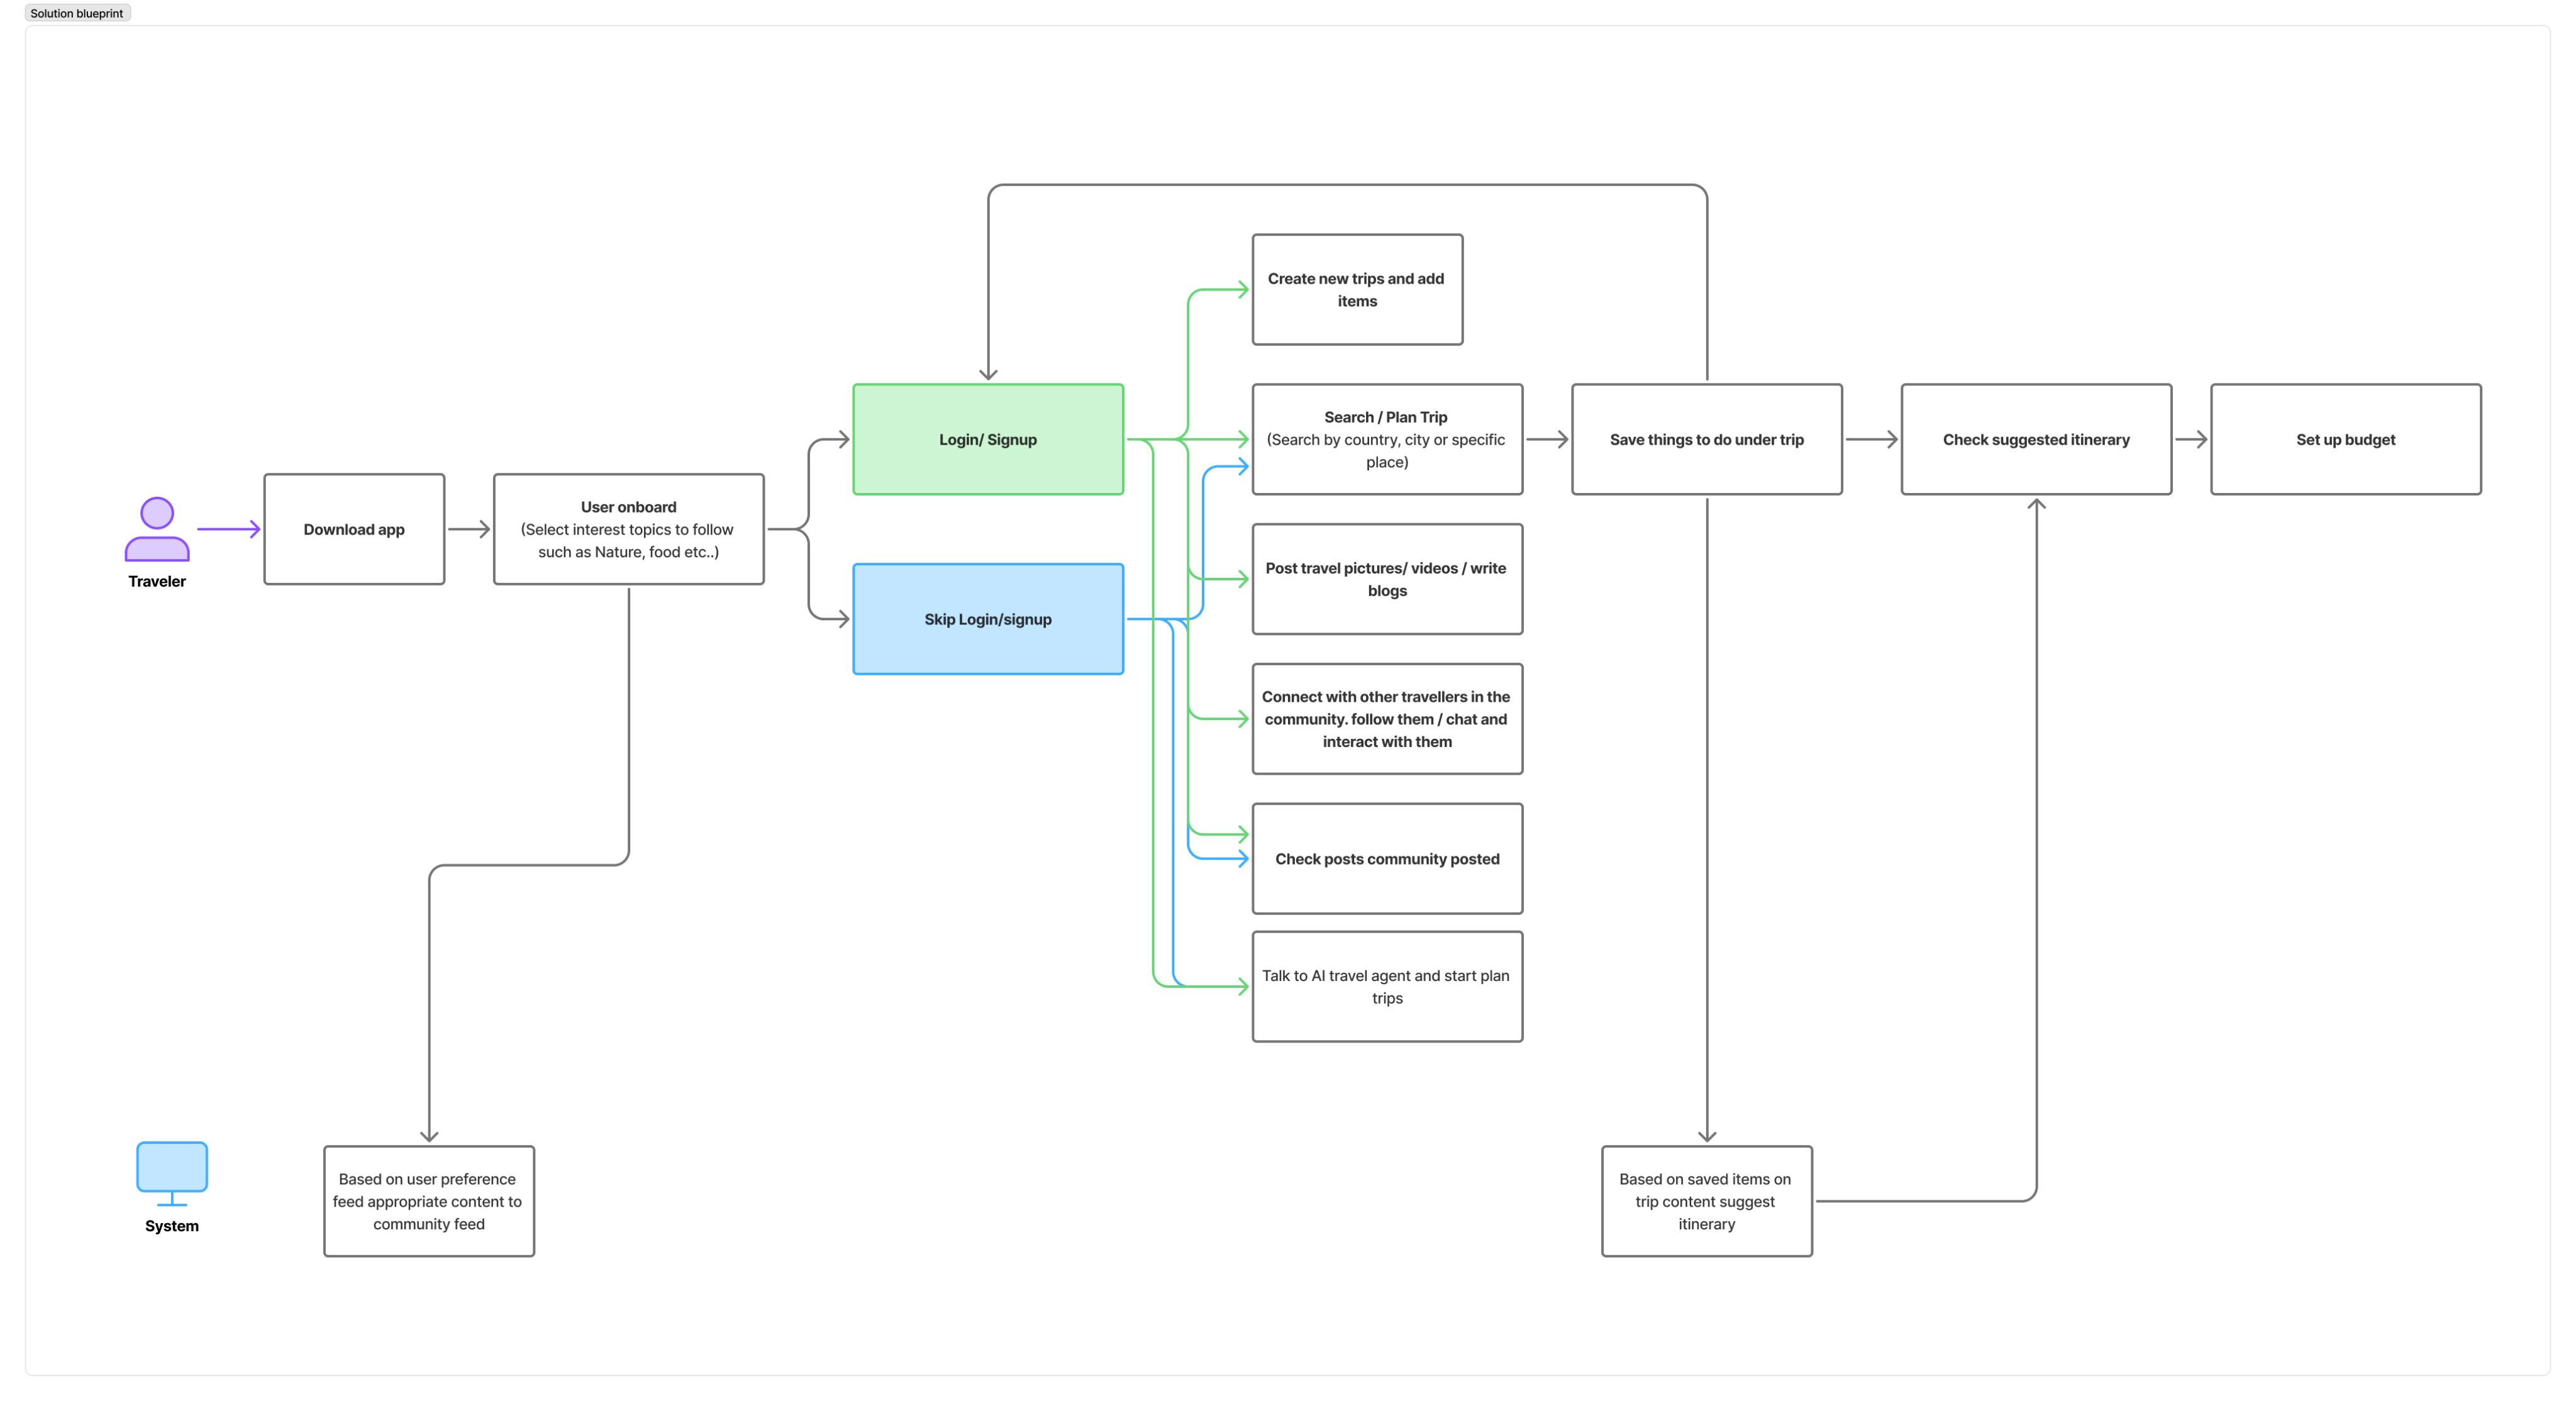 Solution blueprint
Create new trips and add
items
Login/ Signup
Search / Plan Trip
(Search by country, city or specific
place)
Save things to do under trip
Check suggested itinerary
Set up budget
Traveler
Download app
User onboard
(Select interest topics to follow
such as Nature, food etc..)
Skip Login/signup
Post travel pictures/ videos / write
blogs
Connect with other travellers in the
community. follow them / chat and
interact with them
Check posts community posted
Talk to AI travel agent and start plan
trips
System
Based on user preference
feed appropriate content to
community feed
Based on saved items on
trip content suggest
itinerary